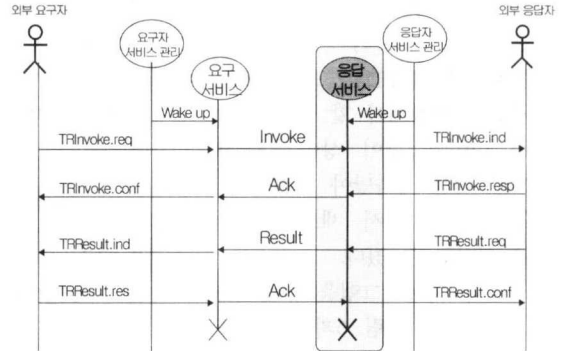 외부 요구자
외부 응답자
요구자
서비스 관리
응답자
서비스 관리
요구
서비스
응답
서비스
Wake up
Wake up
TRInvoke.req
Invoke
TRInvoke.ind
TRInvoke.conf
Ack
TRInvoke.resp
TRResult.ind
Result
TRResult.req
TRResult.res
Ack
TRResult.conf